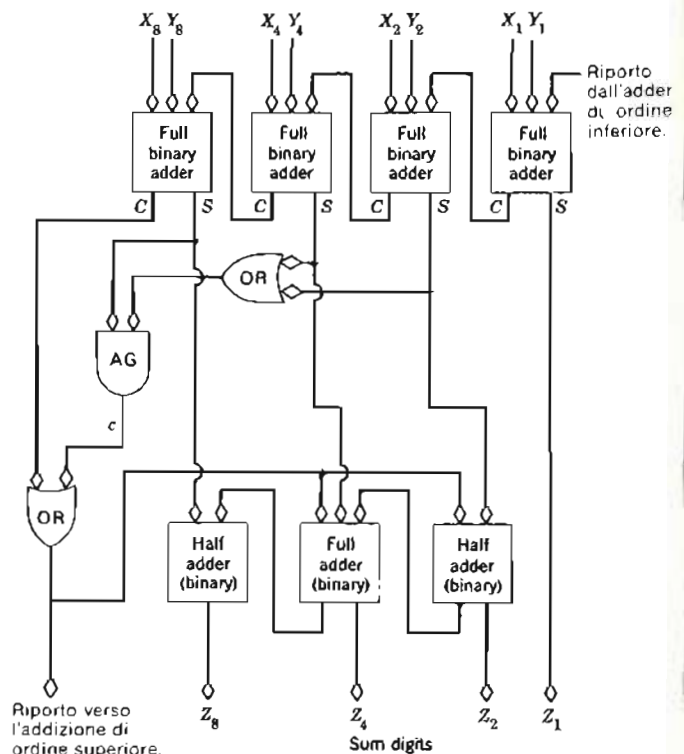 X8 Y8 X4 Y4 X2 Y2 X1 Y1
Riporto
dall'adder
di ordine
inferiore.
Full
binary
adder
Full
binary
adder
Full
binary
adder
Full
binary
adder
C S C S C S C S
OR
AG
c
OR
Half
adder
(binary)
Full
adder
(binary)
Half
adder
(binary)
Z8 Z4 Z2 Z1
Riporto verso
l'addizione di
ordine superiore.
Sum digits